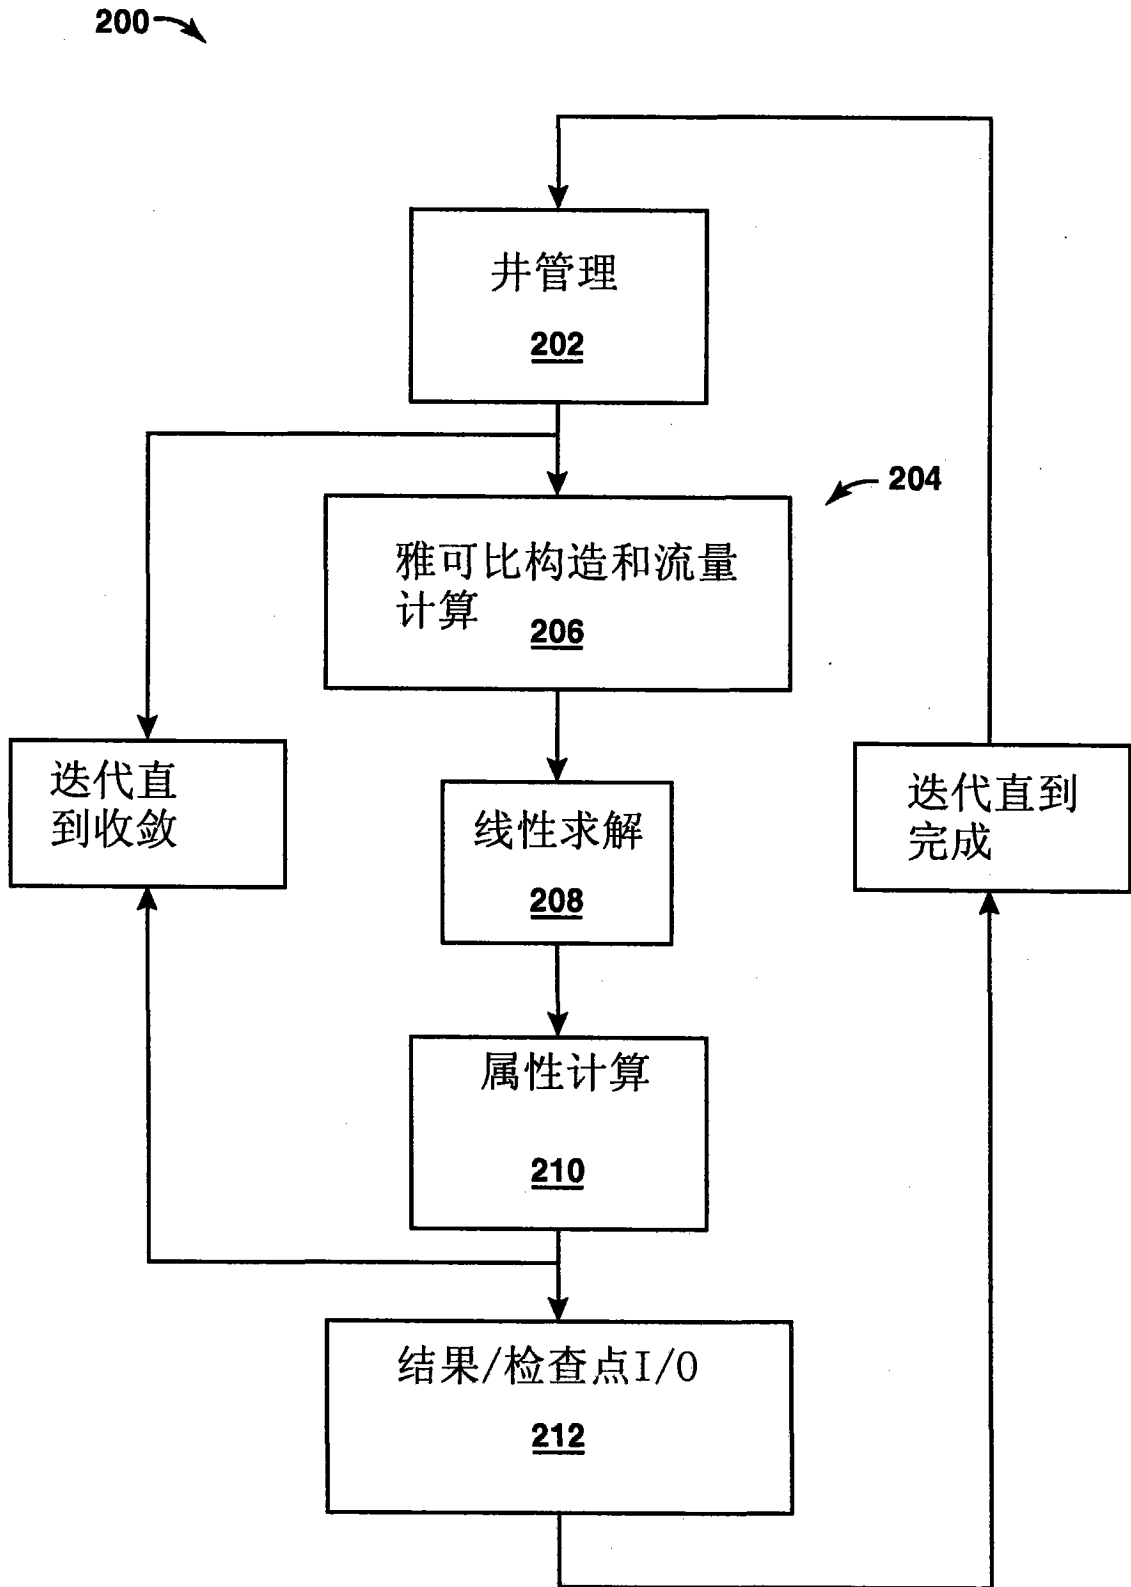 200
井管理
202
204
雅可比构造和流量
计算
206
迭代直
到收敛
线性求解
208
迭代直到
完成
属性计算
210
结果/检查点I/O
212